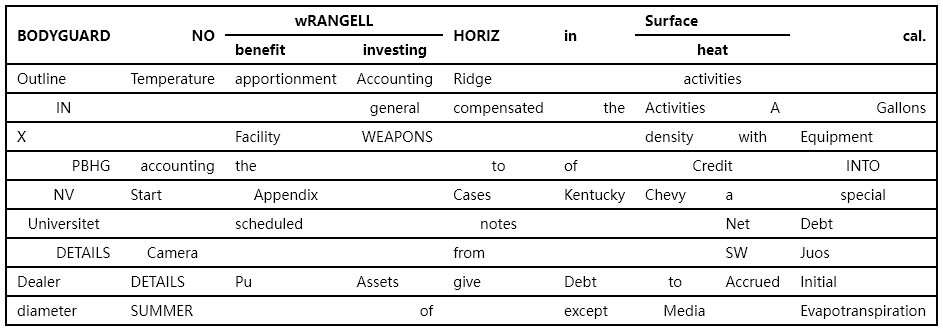 wRANGELL Surface
BODYGUARD NO HORIZ in cal.
benefit investing heat
Outline Temperature apportionment Accounting Ridge activities
IN general compensated the Activities A Gallons
X Facility WEAPONS density with Equipment
PBHG accounting the to of Credit INTO
NV Start Appendix Cases Kentucky Chevy a special
Universitet scheduled notes Net Debt
DETAILS Camera from SW Juos
Dealer DETAILS Pu Assets give Debt to Accrued Initial
diameter SUMMER of except Media Evapotranspiration